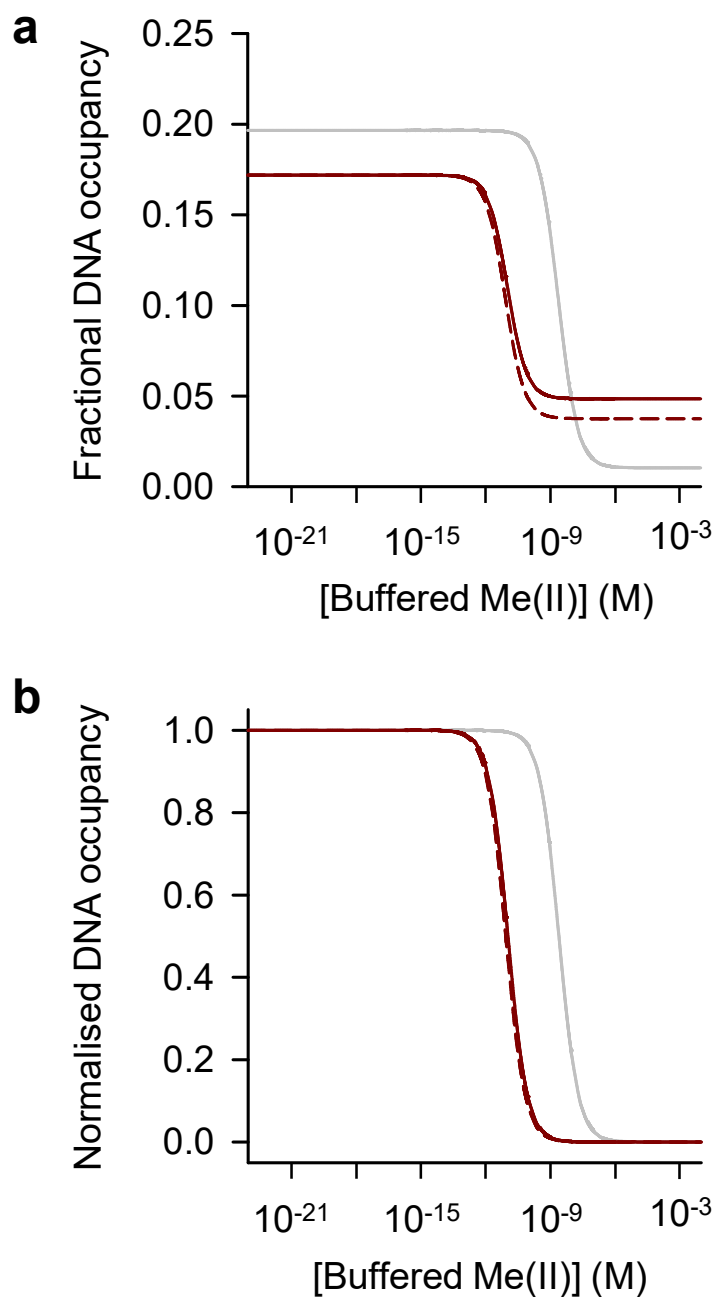 a
Fractional DNA occupancy
0.25
0.20
0.15
0.10
0.05
0.00
10-21 10-15 10-9 10-3
[Buffered Me(II)] (M)
b
Normalised DNA occupancy
1.0
0.8
0.6
0.4
0.2
0.0
10-21 10-15 10-9 10-3
[Buffered Me(II)] (M)